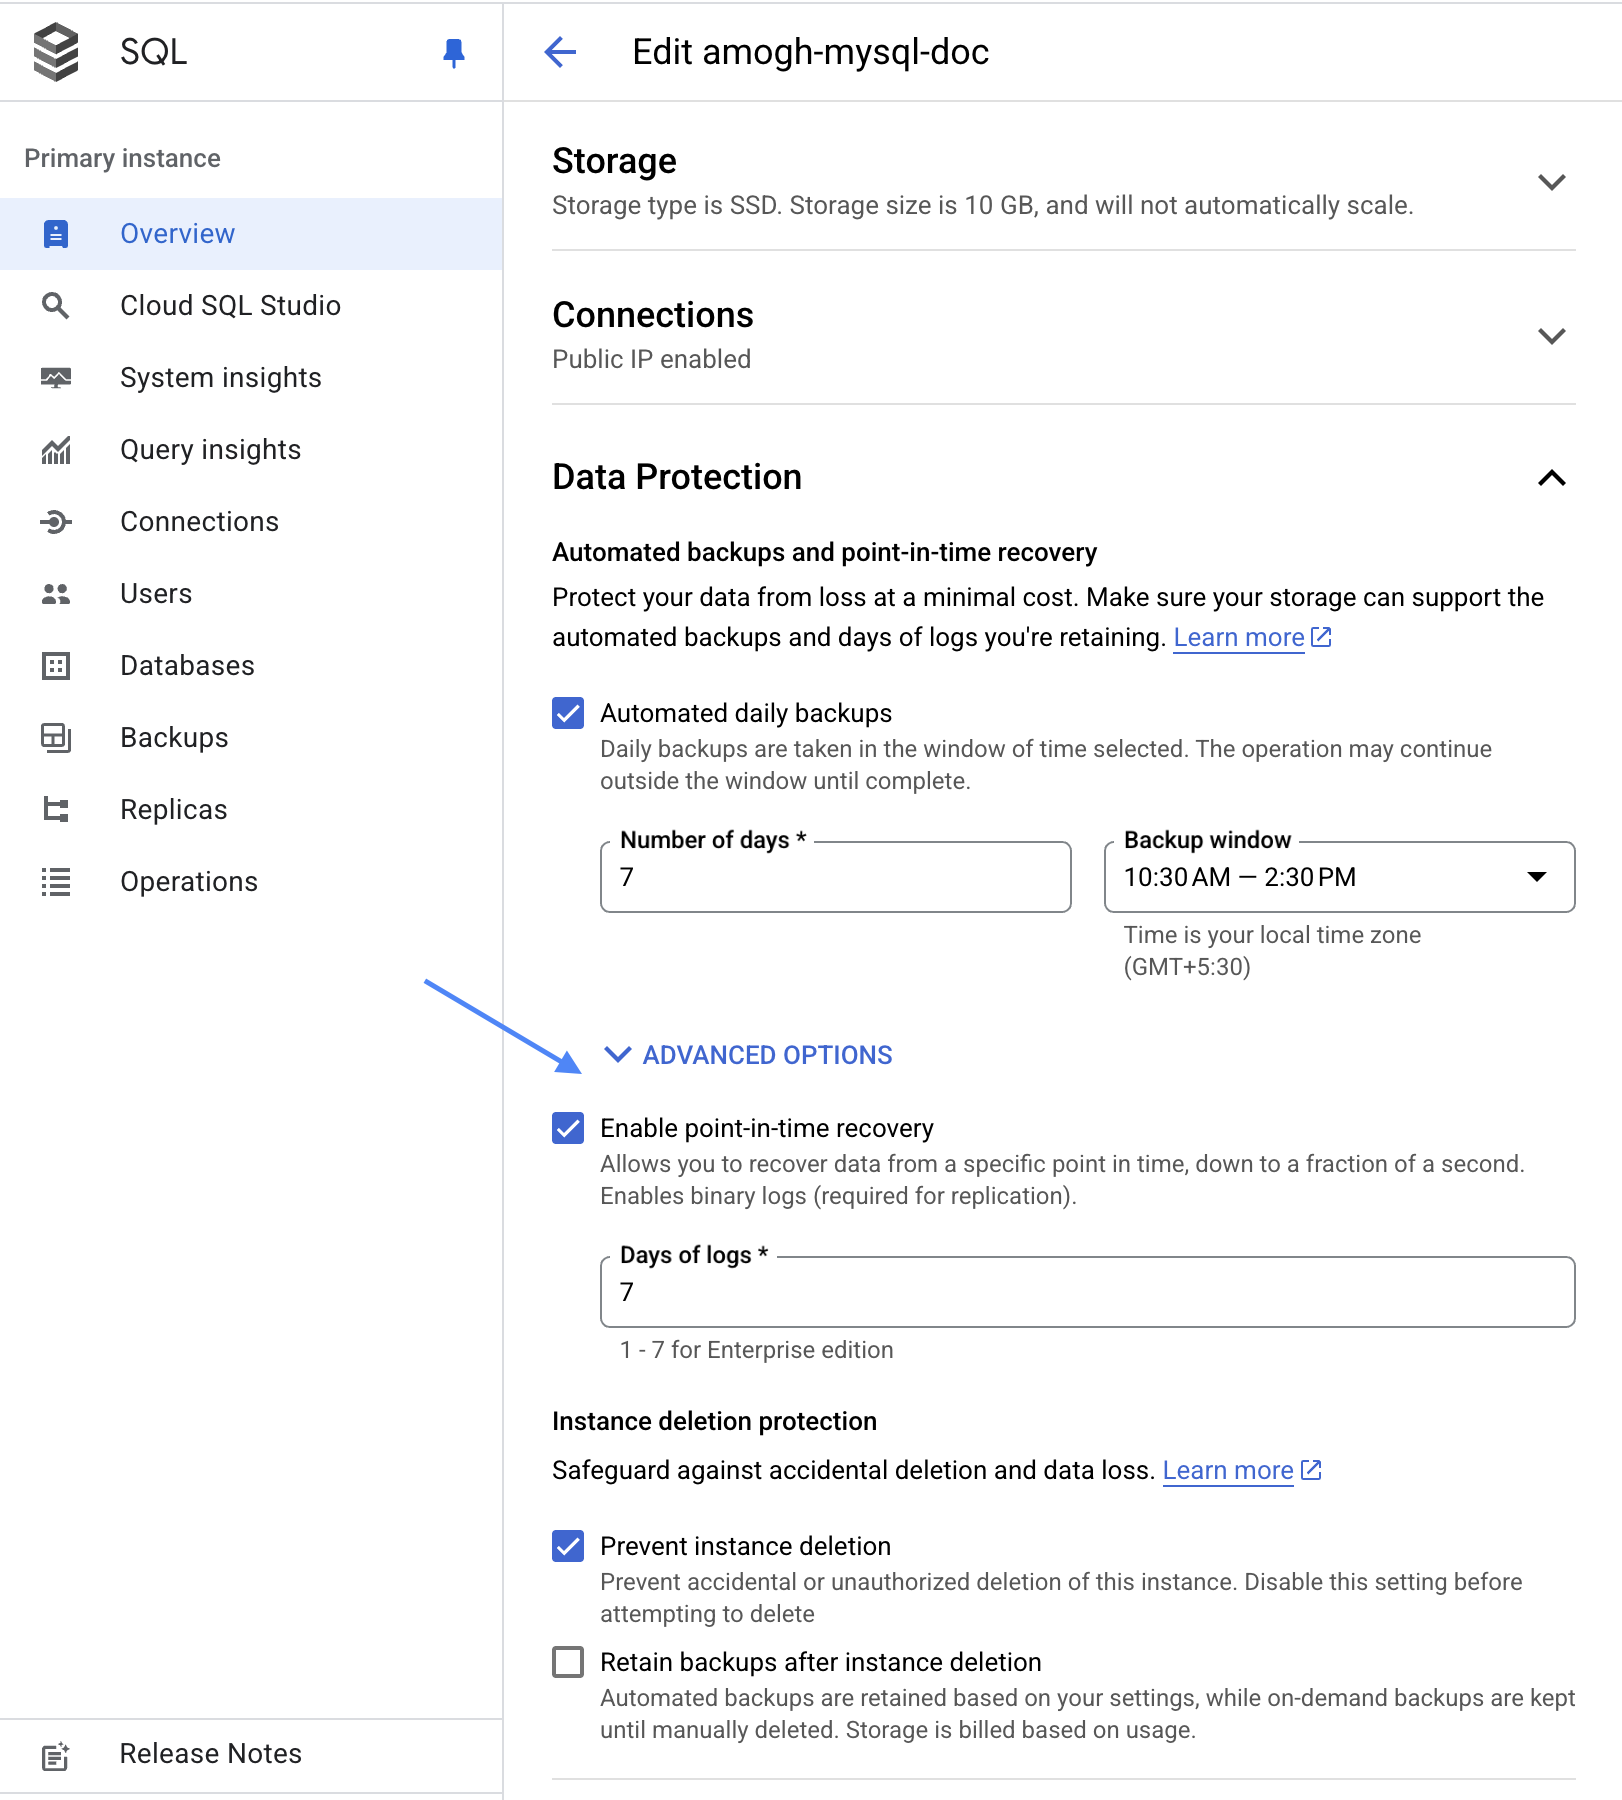 SQL
Edit amogh-mysql-doc
Primary instance
Overview
Cloud SQL Studio
System insights
Query insights
Connections
Users
Databases
Backups
Replicas
Operations
Release Notes
Storage
Storage type is SSD. Storage size is 10 GB, and will not automatically scale.
Connections
Public IP enabled
Data Protection
Automated backups and point-in-time recovery
Protect your data from loss at a minimal cost. Make sure your storage can support the
automated backups and days of logs you're retaining. Learn more
Automated daily backups
Daily backups are taken in the window of time selected. The operation may continue
outside the window until complete.
Number of days *
7
Backup window
10:30 AM — 2:30 PM
Time is your local time zone
(GMT+5:30)
ADVANCED OPTIONS
Enable point-in-time recovery
Allows you to recover data from a specific point in time, down to a fraction of a second.
Enables binary logs (required for replication).
Days of logs *
7
1 - 7 for Enterprise edition
Instance deletion protection
Safeguard against accidental deletion and data loss. Learn more
Prevent instance deletion
Prevent accidental or unauthorized deletion of this instance. Disable this setting before
attempting to delete
Retain backups after instance deletion
Automated backups are retained based on your settings, while on-demand backups are kept
until manually deleted. Storage is billed based on usage.